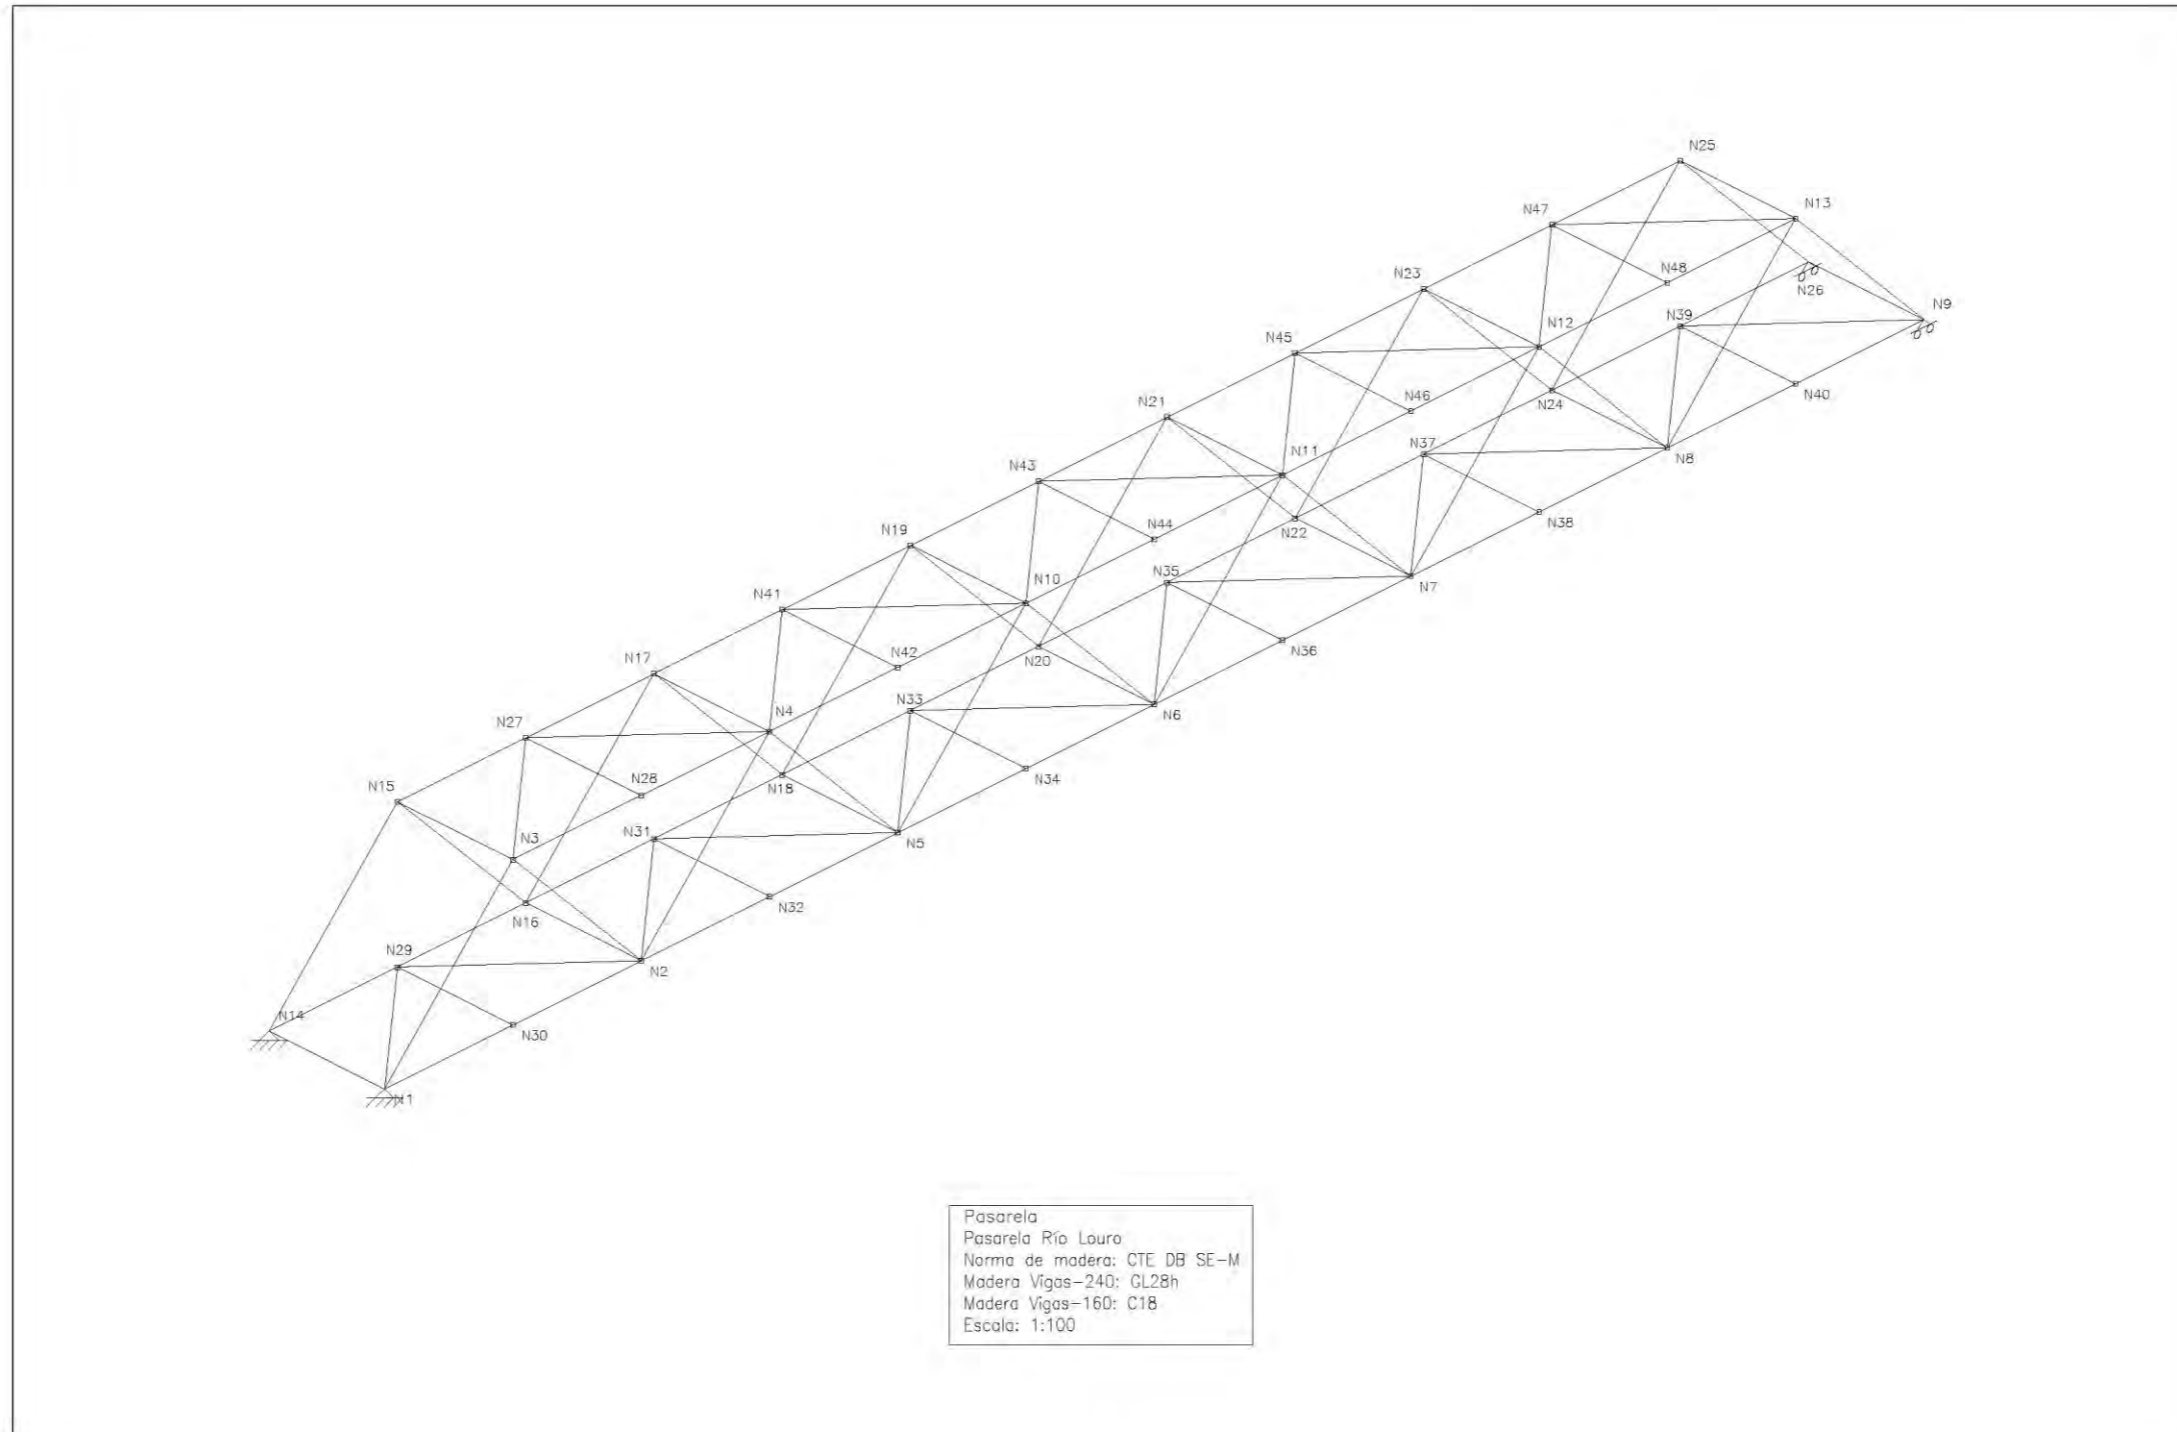 N25
N47
N13
N23
N48
N26
N9
N39
N12
N45
N21
N46
N24
N40
N37
N8
N43
N11
N19
N44
N22
N38
N35
N10
N7
N41
N17
N42
N20
N36
N33
N6
N27
N4
N15
N28
N18
N34
N3
N31
N5
N16
N32
N29
N2
N14
N30
N1
Pasarela
Pasarela Río Louro
Norma de madera: CTE DB SE-M
Madera Vigas-240: GL28h
Madera Vigas-160: C18
Escala: 1:100